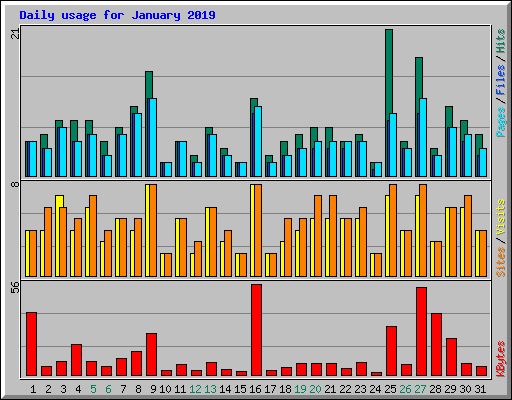 Daily usage for January 2019
21
Pages / Files / Hits
8
Sites / Visits
56
KBytes
1 2 3 4 5 6 7 8 9 10 11 12 13 14 15 16 17 18 19 20 21 22 23 24 25 26 27 28 29 30 31